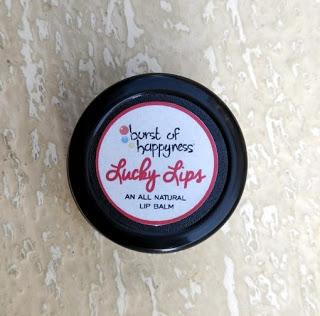 burst of
happyness
Lucky Lips
AN ALL NATURAL
LIP BALM